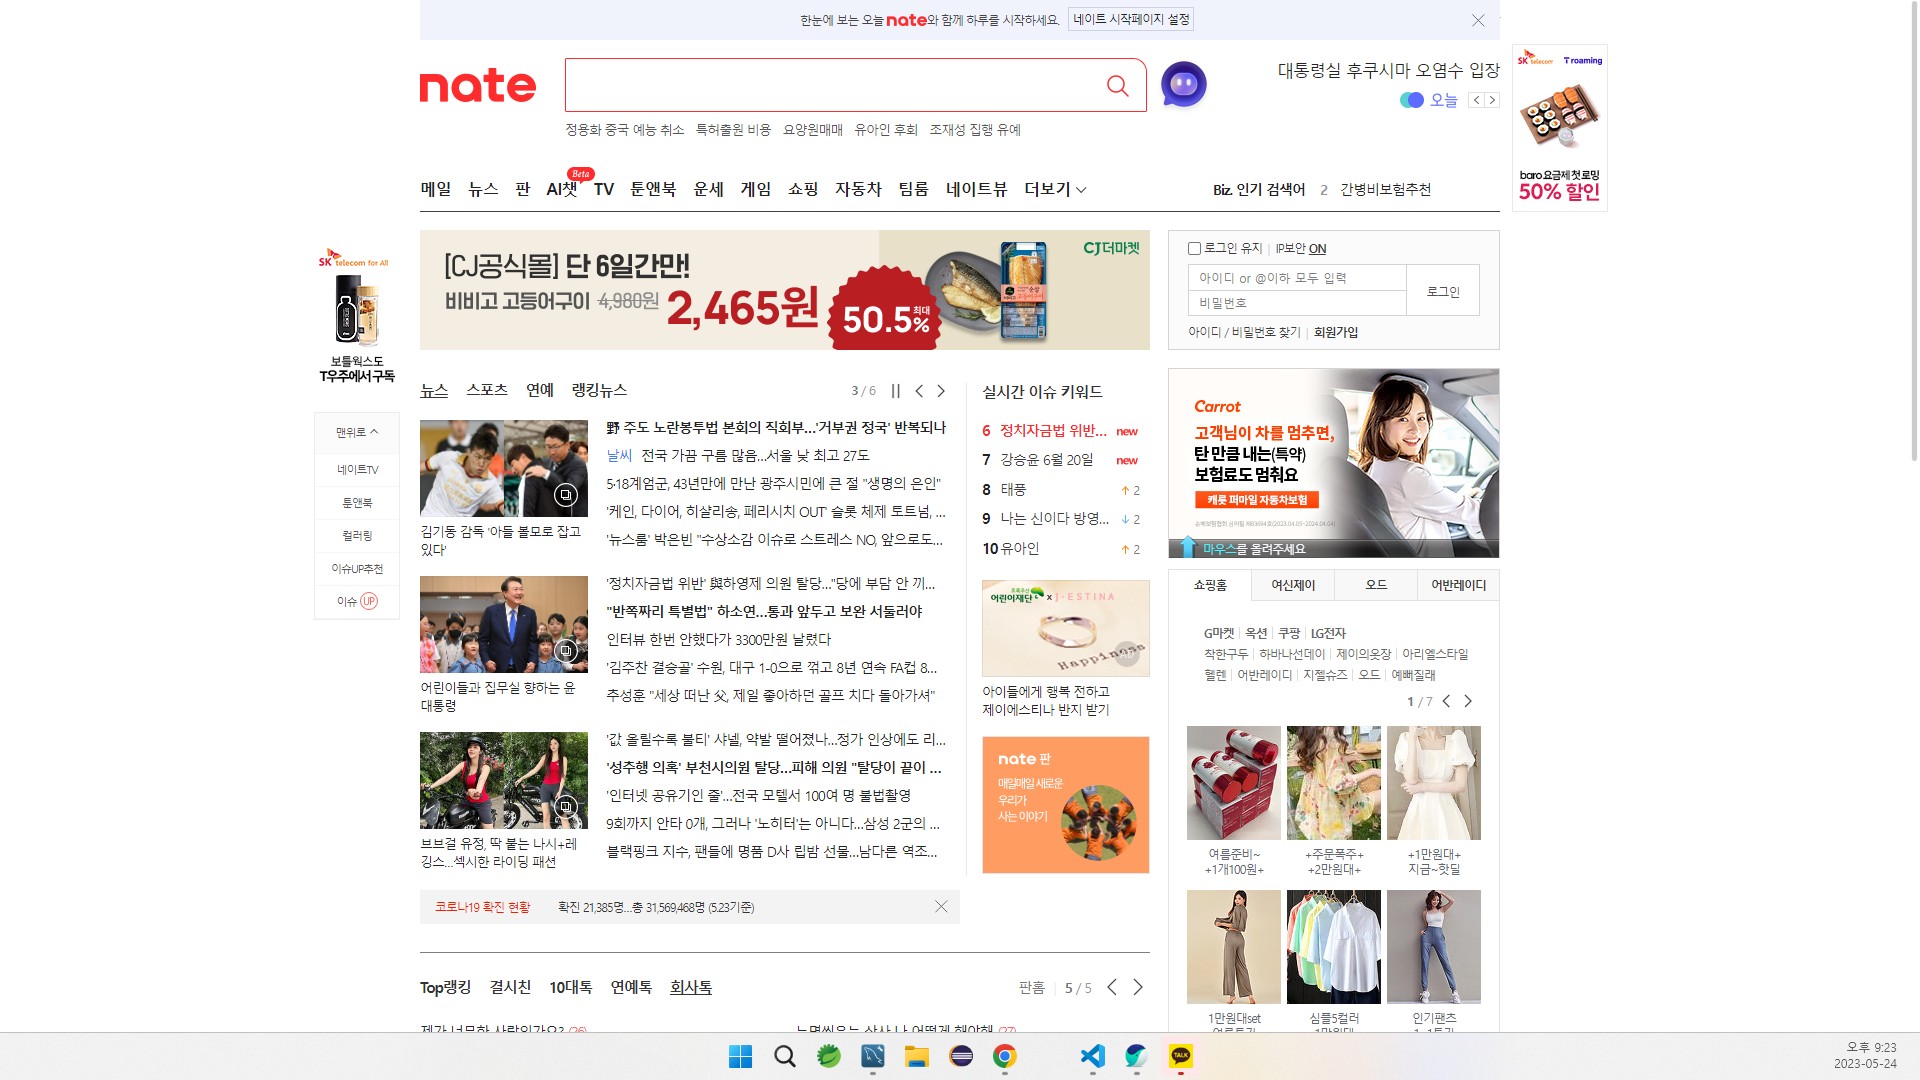 한눈에 보는 오늘 nate와 함께 하루를 시작하세요. 네이트 시작페이지 설정
nate
대통령실 후쿠시마 오염수 입장
오늘
정용화 중국 예능 취소 특허출원 비용 요양원매매 유아인 후회 조재성 집행 유예
SK telecom T roaming
baro 요금제 첫 로밍
50% 할인
메일 뉴스 판 AI챗 Beta TV 툰앤북 운세 게임 쇼핑 자동차 팀룸 네이트뷰 더보기
Biz. 인기 검색어 2 간병비보험추천
SK telecom for All
보틀웍스도
T우주에서 구독
맨위로
네이트TV
툰앤북
컬러링
이슈UP추천
이슈 UP
[CJ공식몰] 단 6일간만!
비비고 고등어구이 4,980원 2,465원
최대
50.5%
CJ더마켓
로그인 유지 | IP보안 ON
아이디 or @이하 모두 입력
비밀번호
로그인
아이디 / 비밀번호 찾기 | 회원가입
뉴스 스포츠 연예 랭킹뉴스 3 / 6
김기동 감독 '아들 볼모로 잡고
있다'
野 주도 노란봉투법 본회의 직회부...'거부권 정국' 반복되나
날씨 전국 가끔 구름 많음...서울 낮 최고 27도
5·18계엄군, 43년만에 만난 광주시민에 큰 절 "생명의 은인"
'케인, 다이어, 히샬리송, 페리시치 OUT' 슬롯 체제 토트넘, ...
'뉴스룸' 박은빈 "수상소감 이슈로 스트레스 NO, 앞으로도...
어린이들과 집무실 향하는 윤
대통령
'정치자금법 위반' 與하영제 의원 탈당..."당에 부담 안 끼...
"반쪽짜리 특별법" 하소연...통과 앞두고 보완 서둘러야
인터뷰 한번 안했다가 3300만원 날렸다
'김주찬 결승골' 수원, 대구 1-0으로 꺾고 8년 연속 FA컵 8...
추성훈 "세상 떠난 父, 제일 좋아하던 골프 치다 돌아가셔"
브브걸 유정, 딱 붙는 나시+레
깅스...섹시한 라이딩 패션
'값 올릴수록 불티' 샤넬, 약발 떨어졌나...정가 인상에도 리...
'성추행 의혹' 부천시의원 탈당...피해 의원 "탈당이 끝이 ...
'인터넷 공유기인 줄'...전국 모텔서 100여 명 불법촬영
9회까지 안타 0개, 그러나 '노히터'는 아니다...삼성 2군의 ...
블랙핑크 지수, 팬들에 명품 D사 립밤 선물...남다른 역조...
실시간 이슈 키워드
6 정치자금법 위반... new
7 강승윤 6월 20일 new
8 태풍 2
9 나는 신이다 방영... 2
10 유아인 2
초록우산
어린이재단 x J-ESTINA
Happiness
아이들에게 행복 전하고
제이에스티나 반지 받기
nate 판
매일매일 새로운
우리가
사는 이야기
코로나19 확진 현황 확진 21,385명...총 31,569,468명 (5.23기준)
Carrot
고객님이 차를 멈추면,
탄 만큼 내는(특약)
보험료도 멈춰요
캐롯 퍼마일 자동차보험
마우스를 올려주세요
쇼핑홈 여신제이 오드 어반레이디
G마켓 | 옥션 | 쿠팡 | LG전자
착한구두 | 하바나선데이 | 제이의옷장 | 아리엘스타일
헬렌 | 어반레이디 | 지젤슈즈 | 오드 | 예뻐질래
1 / 7
여름준비~
+1개100원+
+주문폭주+
+2만원대+
+1만원대+
지금~핫딜
1만원대set
심플5컬러
인기팬츠
Top랭킹 결시친 10대톡 연예톡 회사톡 판홈 | 5 / 5
제가 너무한 사람인가요? (26)
TALK
오후 9:23
2023-05-24